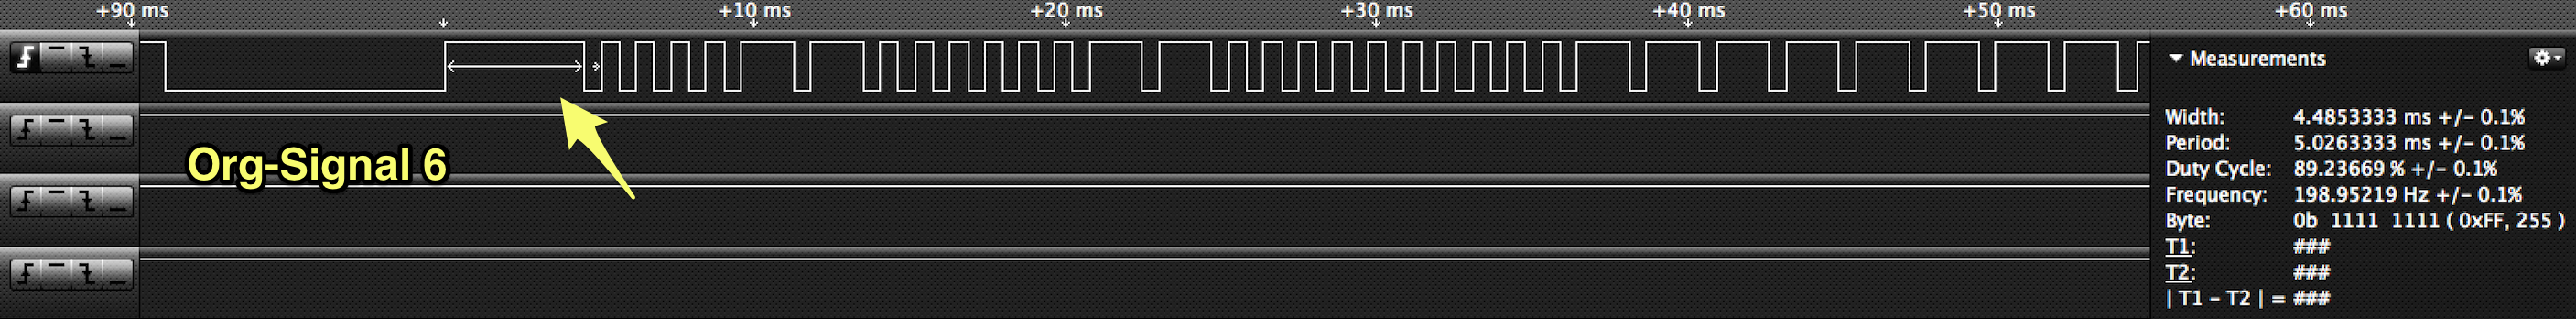 +90 ms +10 ms +20 ms +30 ms +40 ms +50 ms +60 ms
Measurements
Width: 4.4853333 ms +/- 0.1%
Period: 5.0263333 ms +/- 0.1%
Duty Cycle: 89.23669 % +/- 0.1%
Frequency: 198.95219 Hz +/- 0.1%
Byte: 0b 1111 1111 ( 0xFF, 255 )
T1: ###
T2: ###
| T1 - T2 | = ###
Org-Signal 6